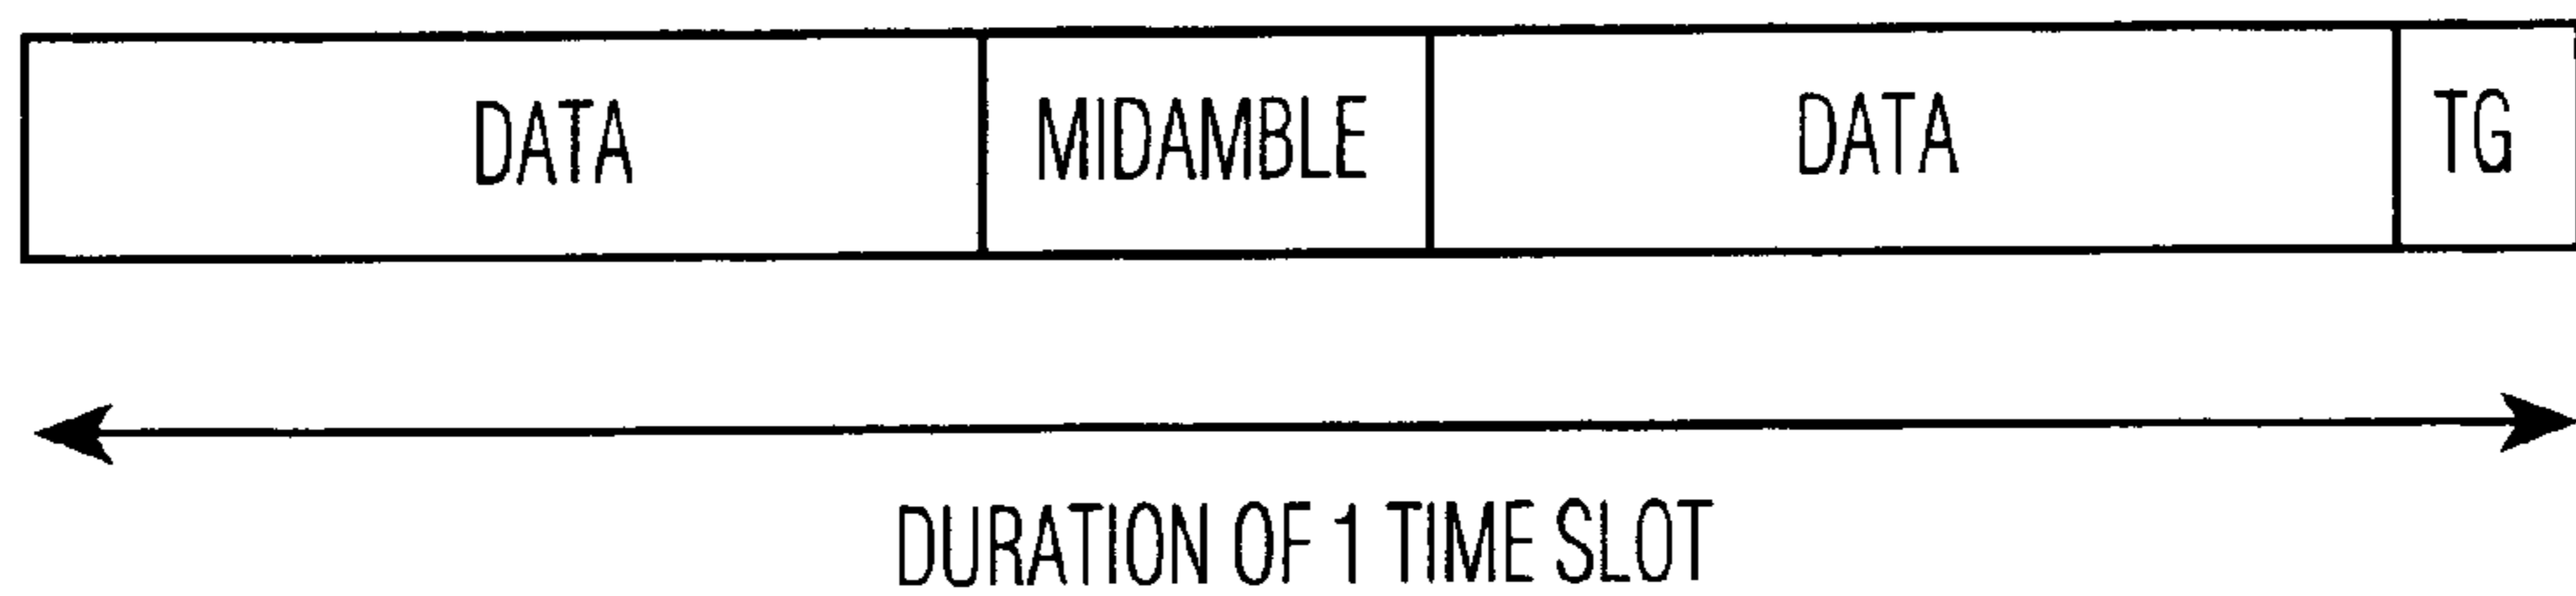 DATA MIDAMBLE DATA TG
DURATION OF 1 TIME SLOT